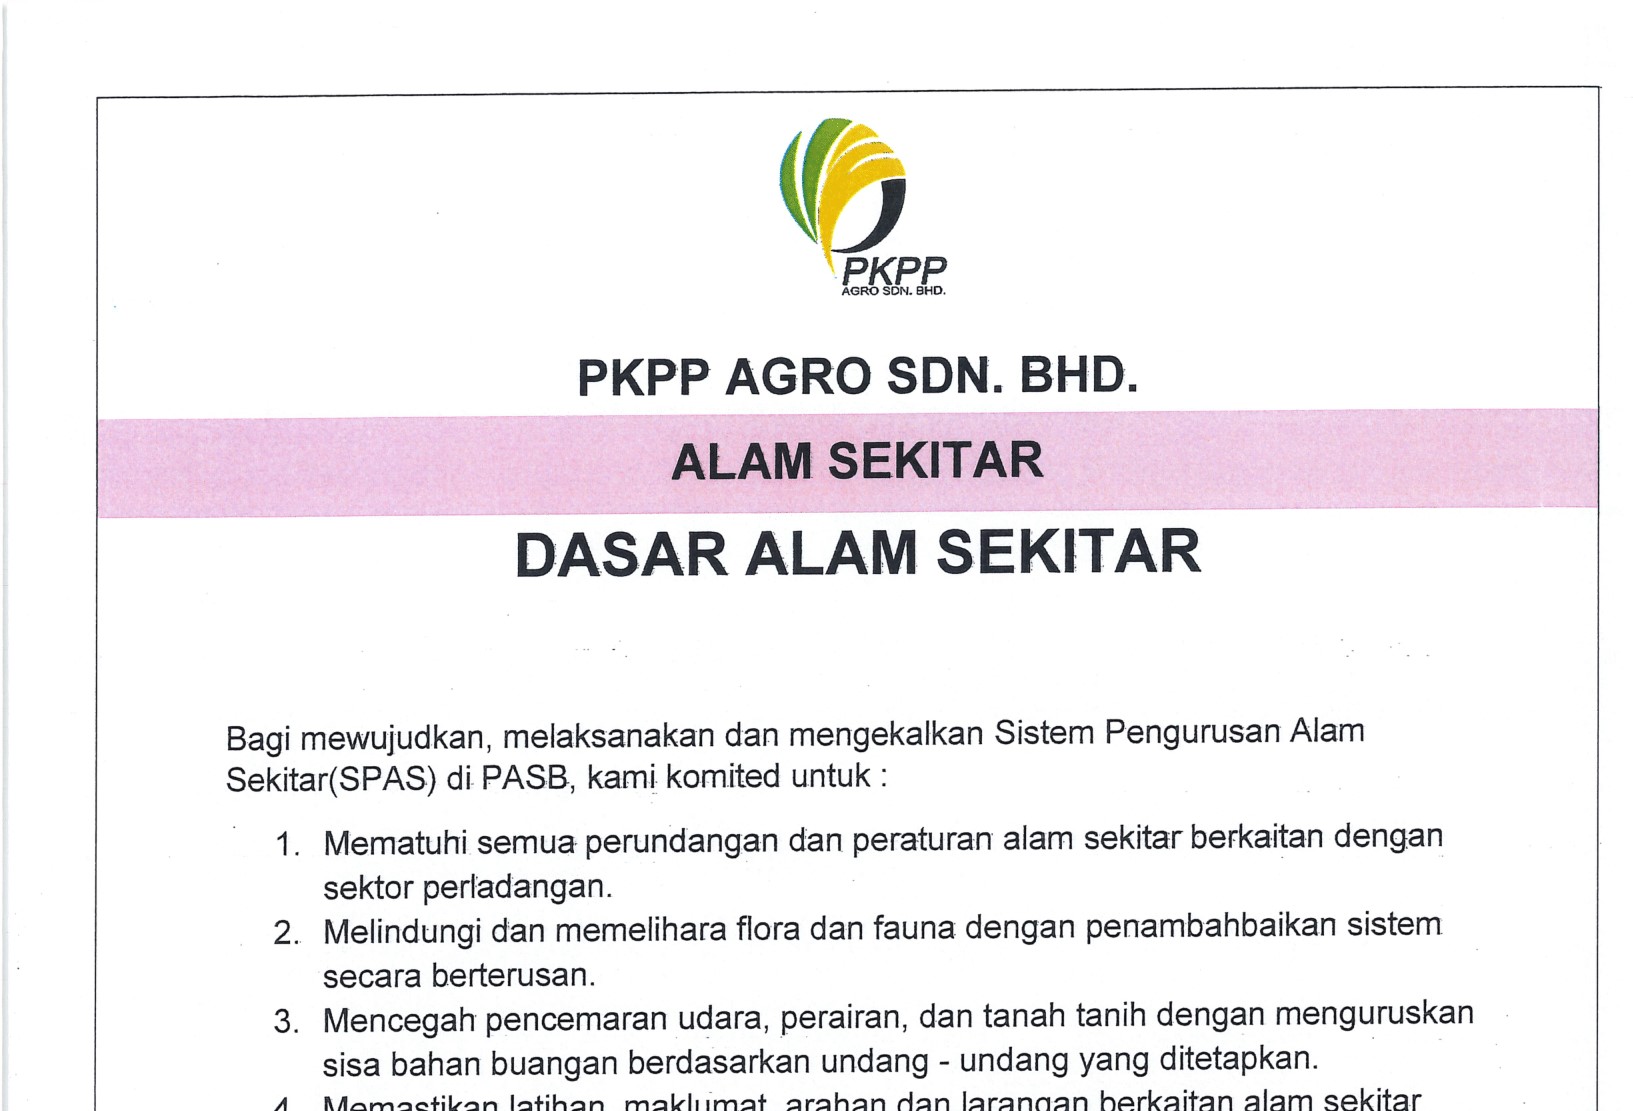 PKPP
AGRO SDN. BHD.
PKPP AGRO SDN. BHD.
ALAM SEKITAR
DASAR ALAM SEKITAR
Bagi mewujudkan, melaksanakan dan mengekalkan Sistem Pengurusan Alam
Sekitar(SPAS) di PASB, kami komited untuk :
1. Mematuhi semua perundangan dan peraturan alam sekitar berkaitan dengan
sektor perladangan.
2. Melindungi dan memelihara flora dan fauna dengan penambahbaikan sistem
secara berterusan.
3. Mencegah pencemaran udara, perairan, dan tanah tanih dengan menguruskan
sisa bahan buangan berdasarkan undang - undang yang ditetapkan.
4. Memastikan latihan, maklumat, arahan dan larangan berkaitan alam sekitar